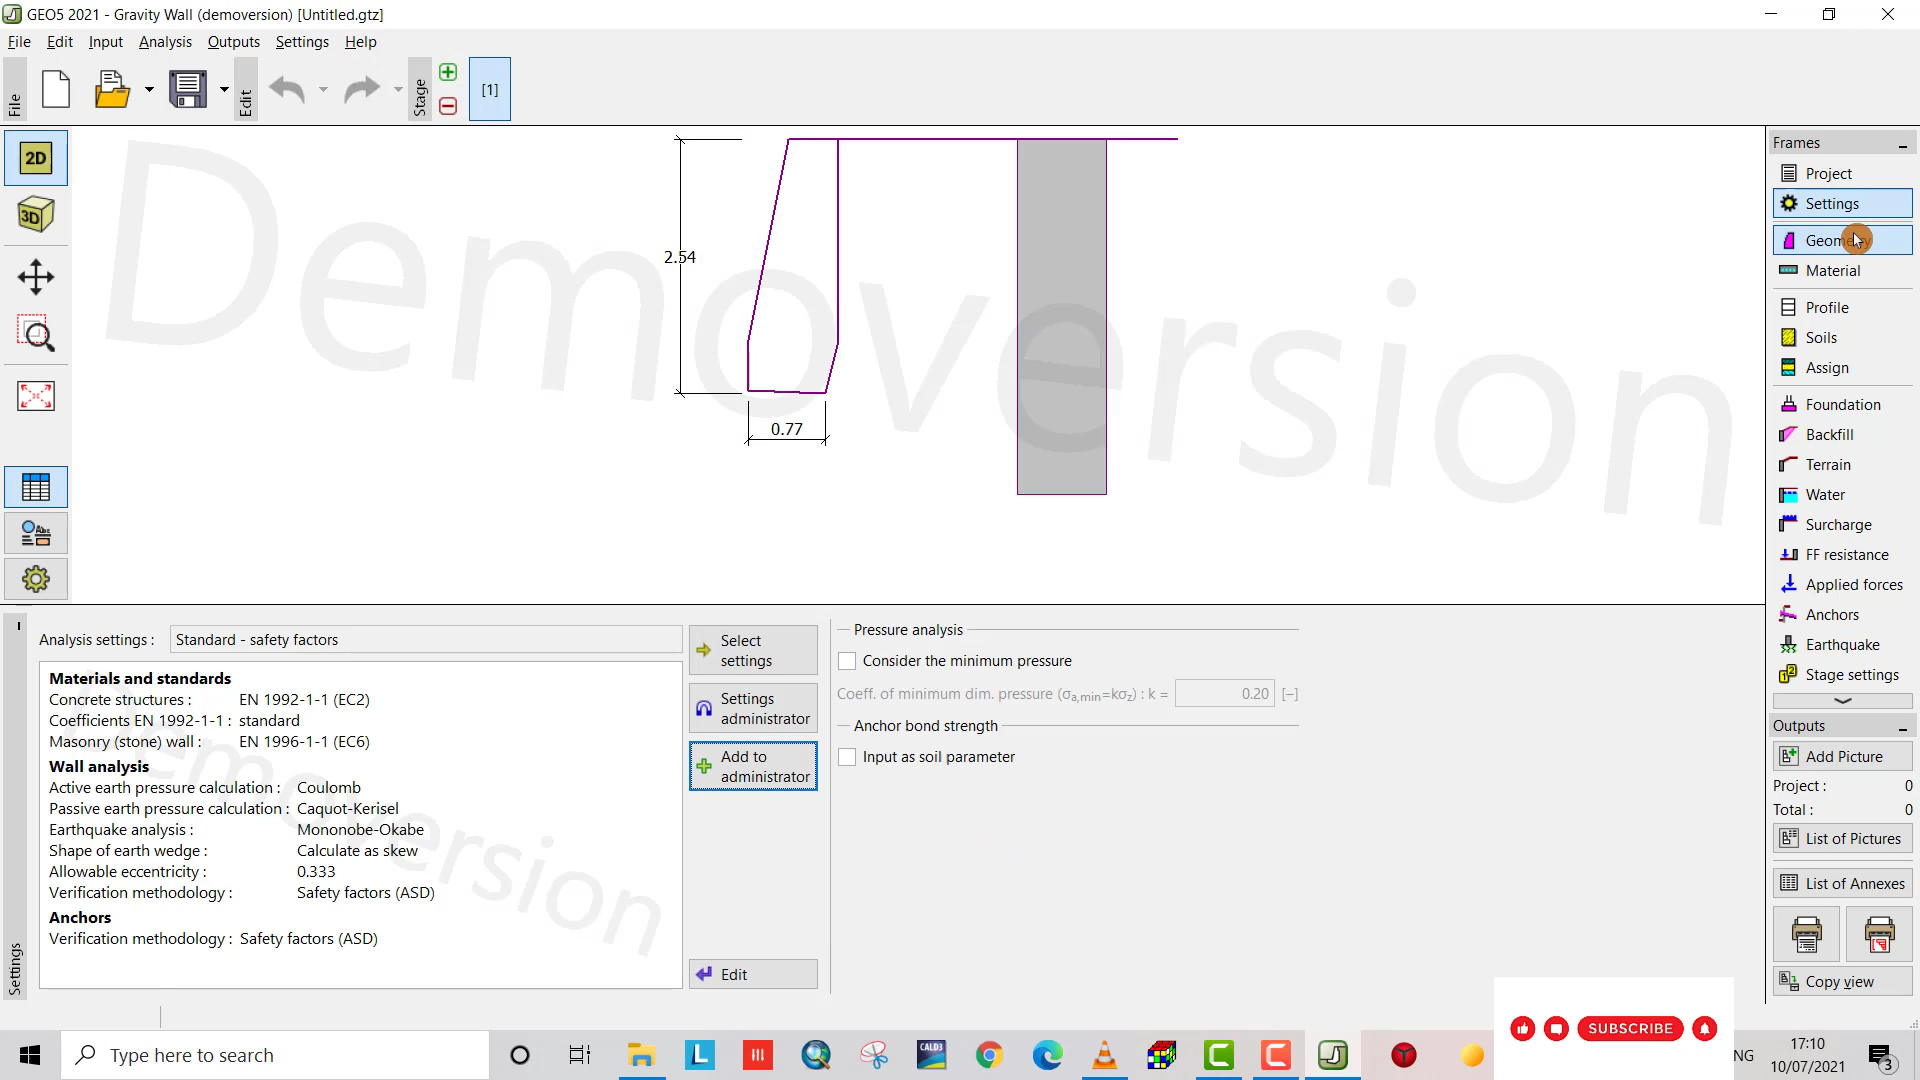 GEO5 2021 - Gravity Wall (demoversion) [Untitled.gtz]
File Edit Input Analysis Outputs Settings Help
File
Edit
Stage
[1]
2D
3D
Demoversion
2.54
0.77
Frames
Project
Settings
Material
Profile
Soils
Assign
Foundation
Backfill
Terrain
Water
Surcharge
FF resistance
Applied forces
Anchors
Earthquake
Stage settings
Outputs
Add Picture
Project : 0
Total : 0
List of Pictures
List of Annexes
Copy view
Settings
Analysis settings : Standard - safety factors
Materials and standards
Concrete structures : EN 1992-1-1 (EC2)
Coefficients EN 1992-1-1 : standard
Masonry (stone) wall : EN 1996-1-1 (EC6)
Wall analysis
Active earth pressure calculation : Coulomb
Passive earth pressure calculation : Caquot-Kerisel
Earthquake analysis : Mononobe-Okabe
Shape of earth wedge : Calculate as skew
Allowable eccentricity : 0.333
Verification methodology : Safety factors (ASD)
Anchors
Verification methodology : Safety factors (ASD)
Demoversion
Select settings
Settings administrator
Add to administrator
Edit
Pressure analysis
Consider the minimum pressure
Coeff. of minimum dim. pressure (σa,min=kσz) : k = 0.20 [–]
Anchor bond strength
Input as soil parameter
SUBSCRIBE
Type here to search
CALD3
NG
17:10
10/07/2021
3